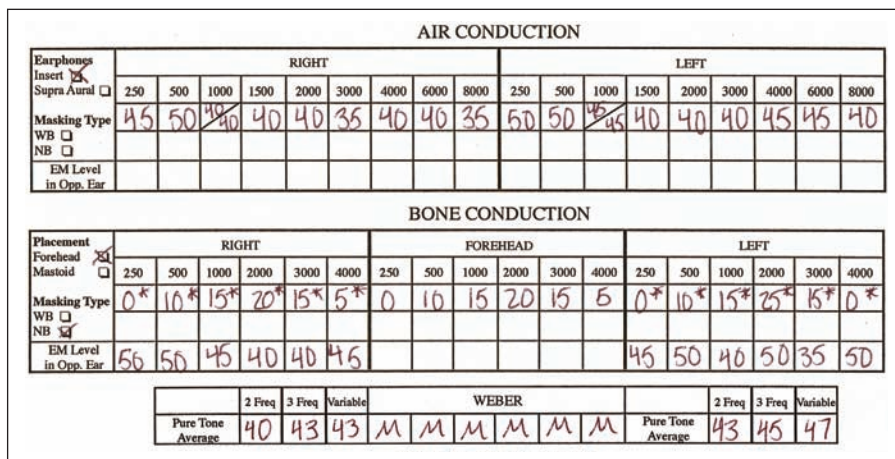 AIR CONDUCTION
Earphones RIGHT LEFT
Insert
Supra Aural 250 500 1000 1500 2000 3000 4000 6000 8000 250 500 1000 1500 2000 3000 4000 6000 8000
Masking Type 45 50 40/40 40 40 35 40 40 35 50 50 45/45 40 40 40 45 45 40
WB
NB
EM Level
in Opp. Ear
BONE CONDUCTION
Placement RIGHT FOREHEAD LEFT
Forehead
Mastoid 250 500 1000 2000 3000 4000 250 500 1000 2000 3000 4000 250 500 1000 2000 3000 4000
Masking Type 0* 10* 15* 20* 15* 5* 0 10 15 20 15 5 0* 10* 15* 25* 15* 0*
WB
NB
EM Level
in Opp. Ear 50 50 45 40 40 45 45 50 40 50 35 50
2 Freq 3 Freq Variable WEBER 2 Freq 3 Freq Variable
Pure Tone
Average 40 43 43 M M M M M M Pure Tone
Average 43 45 47